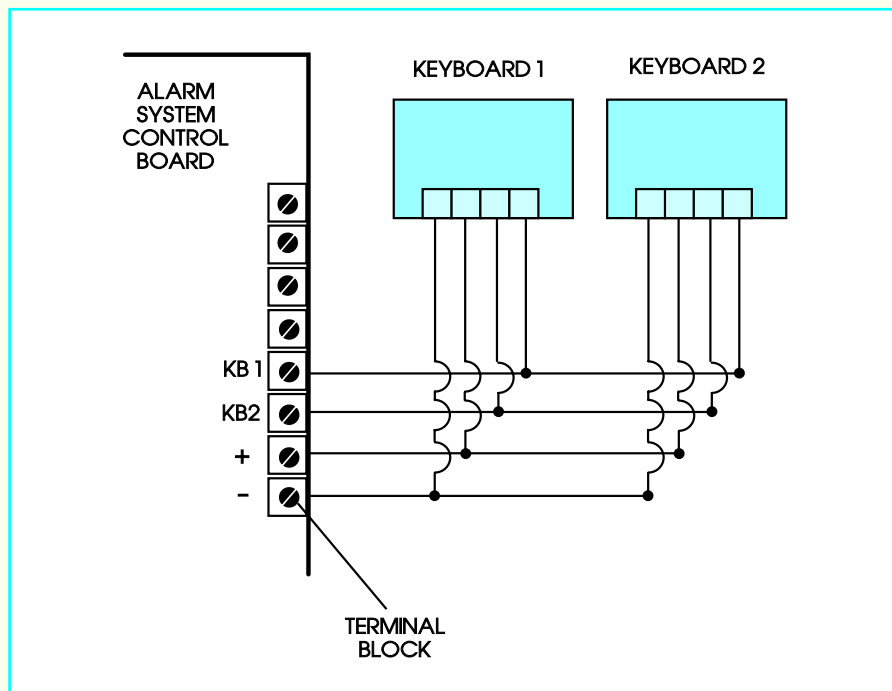 ALARM
SYSTEM
CONTROL
BOARD
KEYBOARD 1
KEYBOARD 2
KB 1
KB2
+
-
TERMINAL
BLOCK